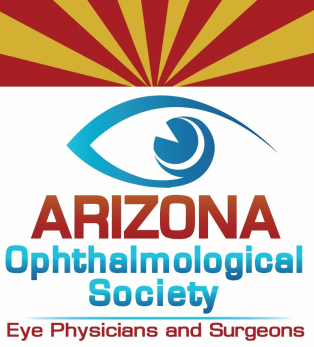 ARIZONA
Ophthalmological
Society
Eye Physicians and Surgeons